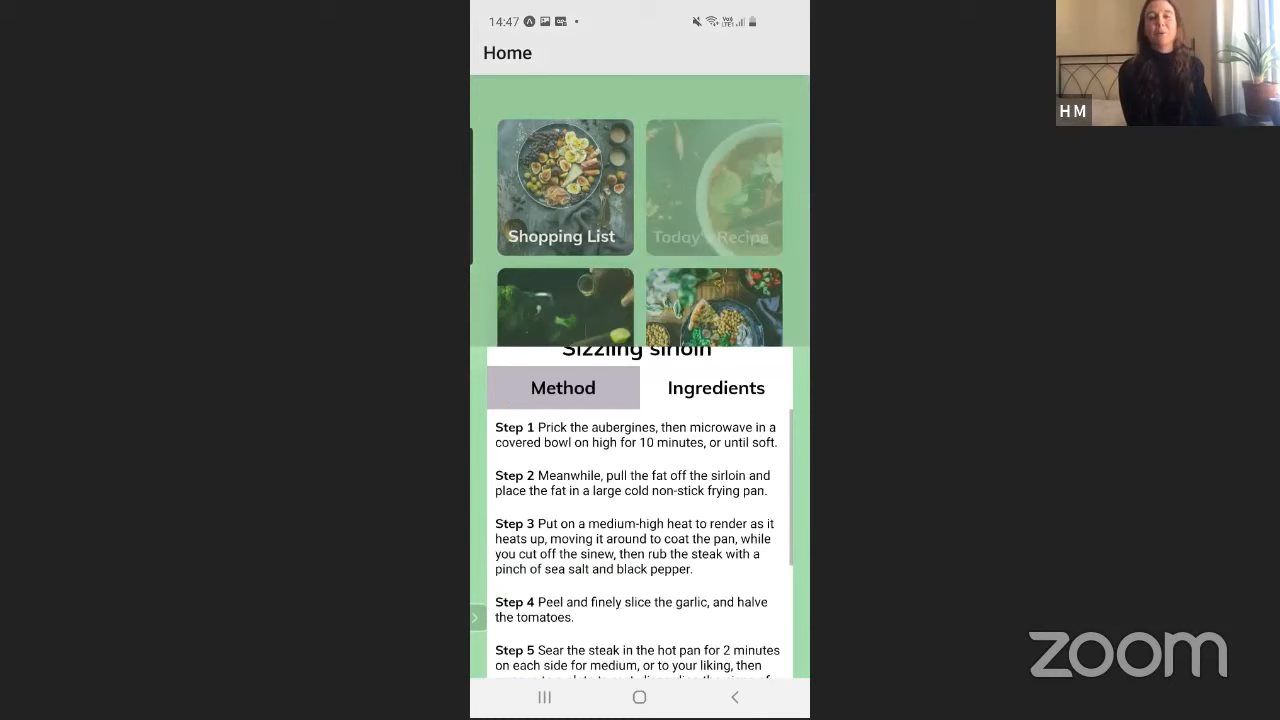 14:47
Home
HM
Shopping List
Today's Recipe
Sizzling sirloin
Method
Ingredients
Step 1 Prick the aubergines, then microwave in a
covered bowl on high for 10 minutes, or until soft.
Step 2 Meanwhile, pull the fat off the sirloin and
place the fat in a large cold non-stick frying pan.
Step 3 Put on a medium-high heat to render as it
heats up, moving it around to coat the pan, while
you cut off the sinew, then rub the steak with a
pinch of sea salt and black pepper.
Step 4 Peel and finely slice the garlic, and halve
the tomatoes.
Step 5 Sear the steak in the hot pan for 2 minutes
on each side for medium, or to your liking, then
zoom